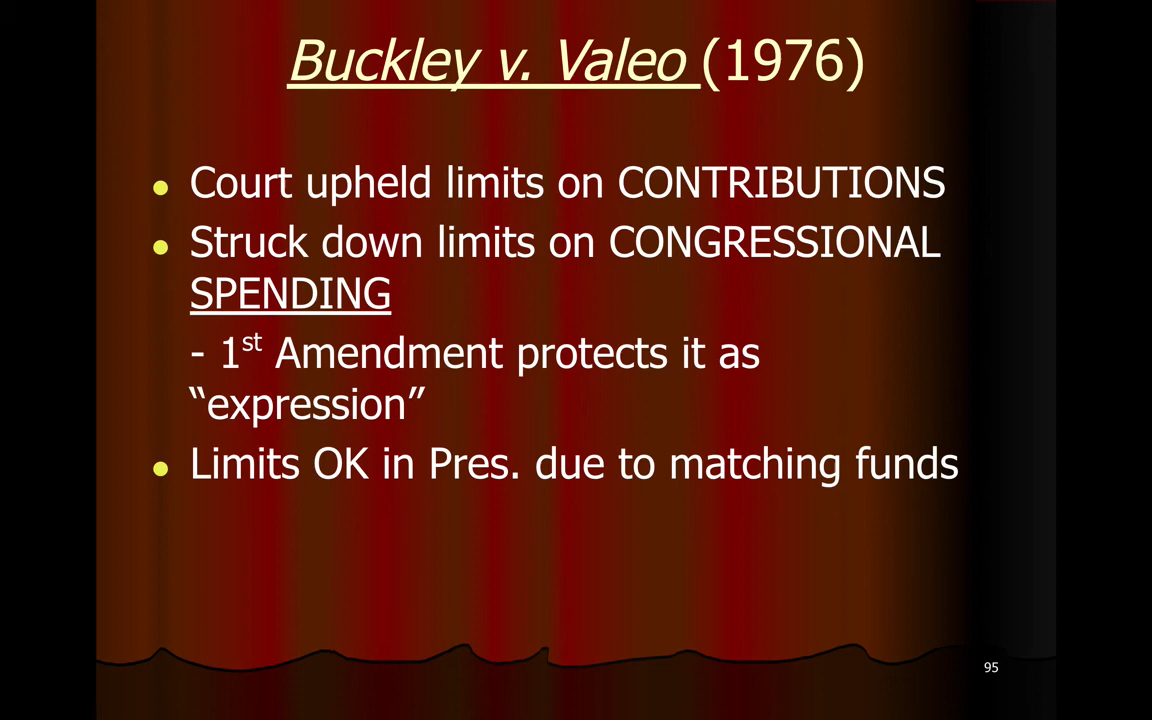 Buckley v. Valeo (1976)
● Court upheld limits on CONTRIBUTIONS
● Struck down limits on CONGRESSIONAL
SPENDING
- 1st Amendment protects it as
“expression”
● Limits OK in Pres. due to matching funds
95